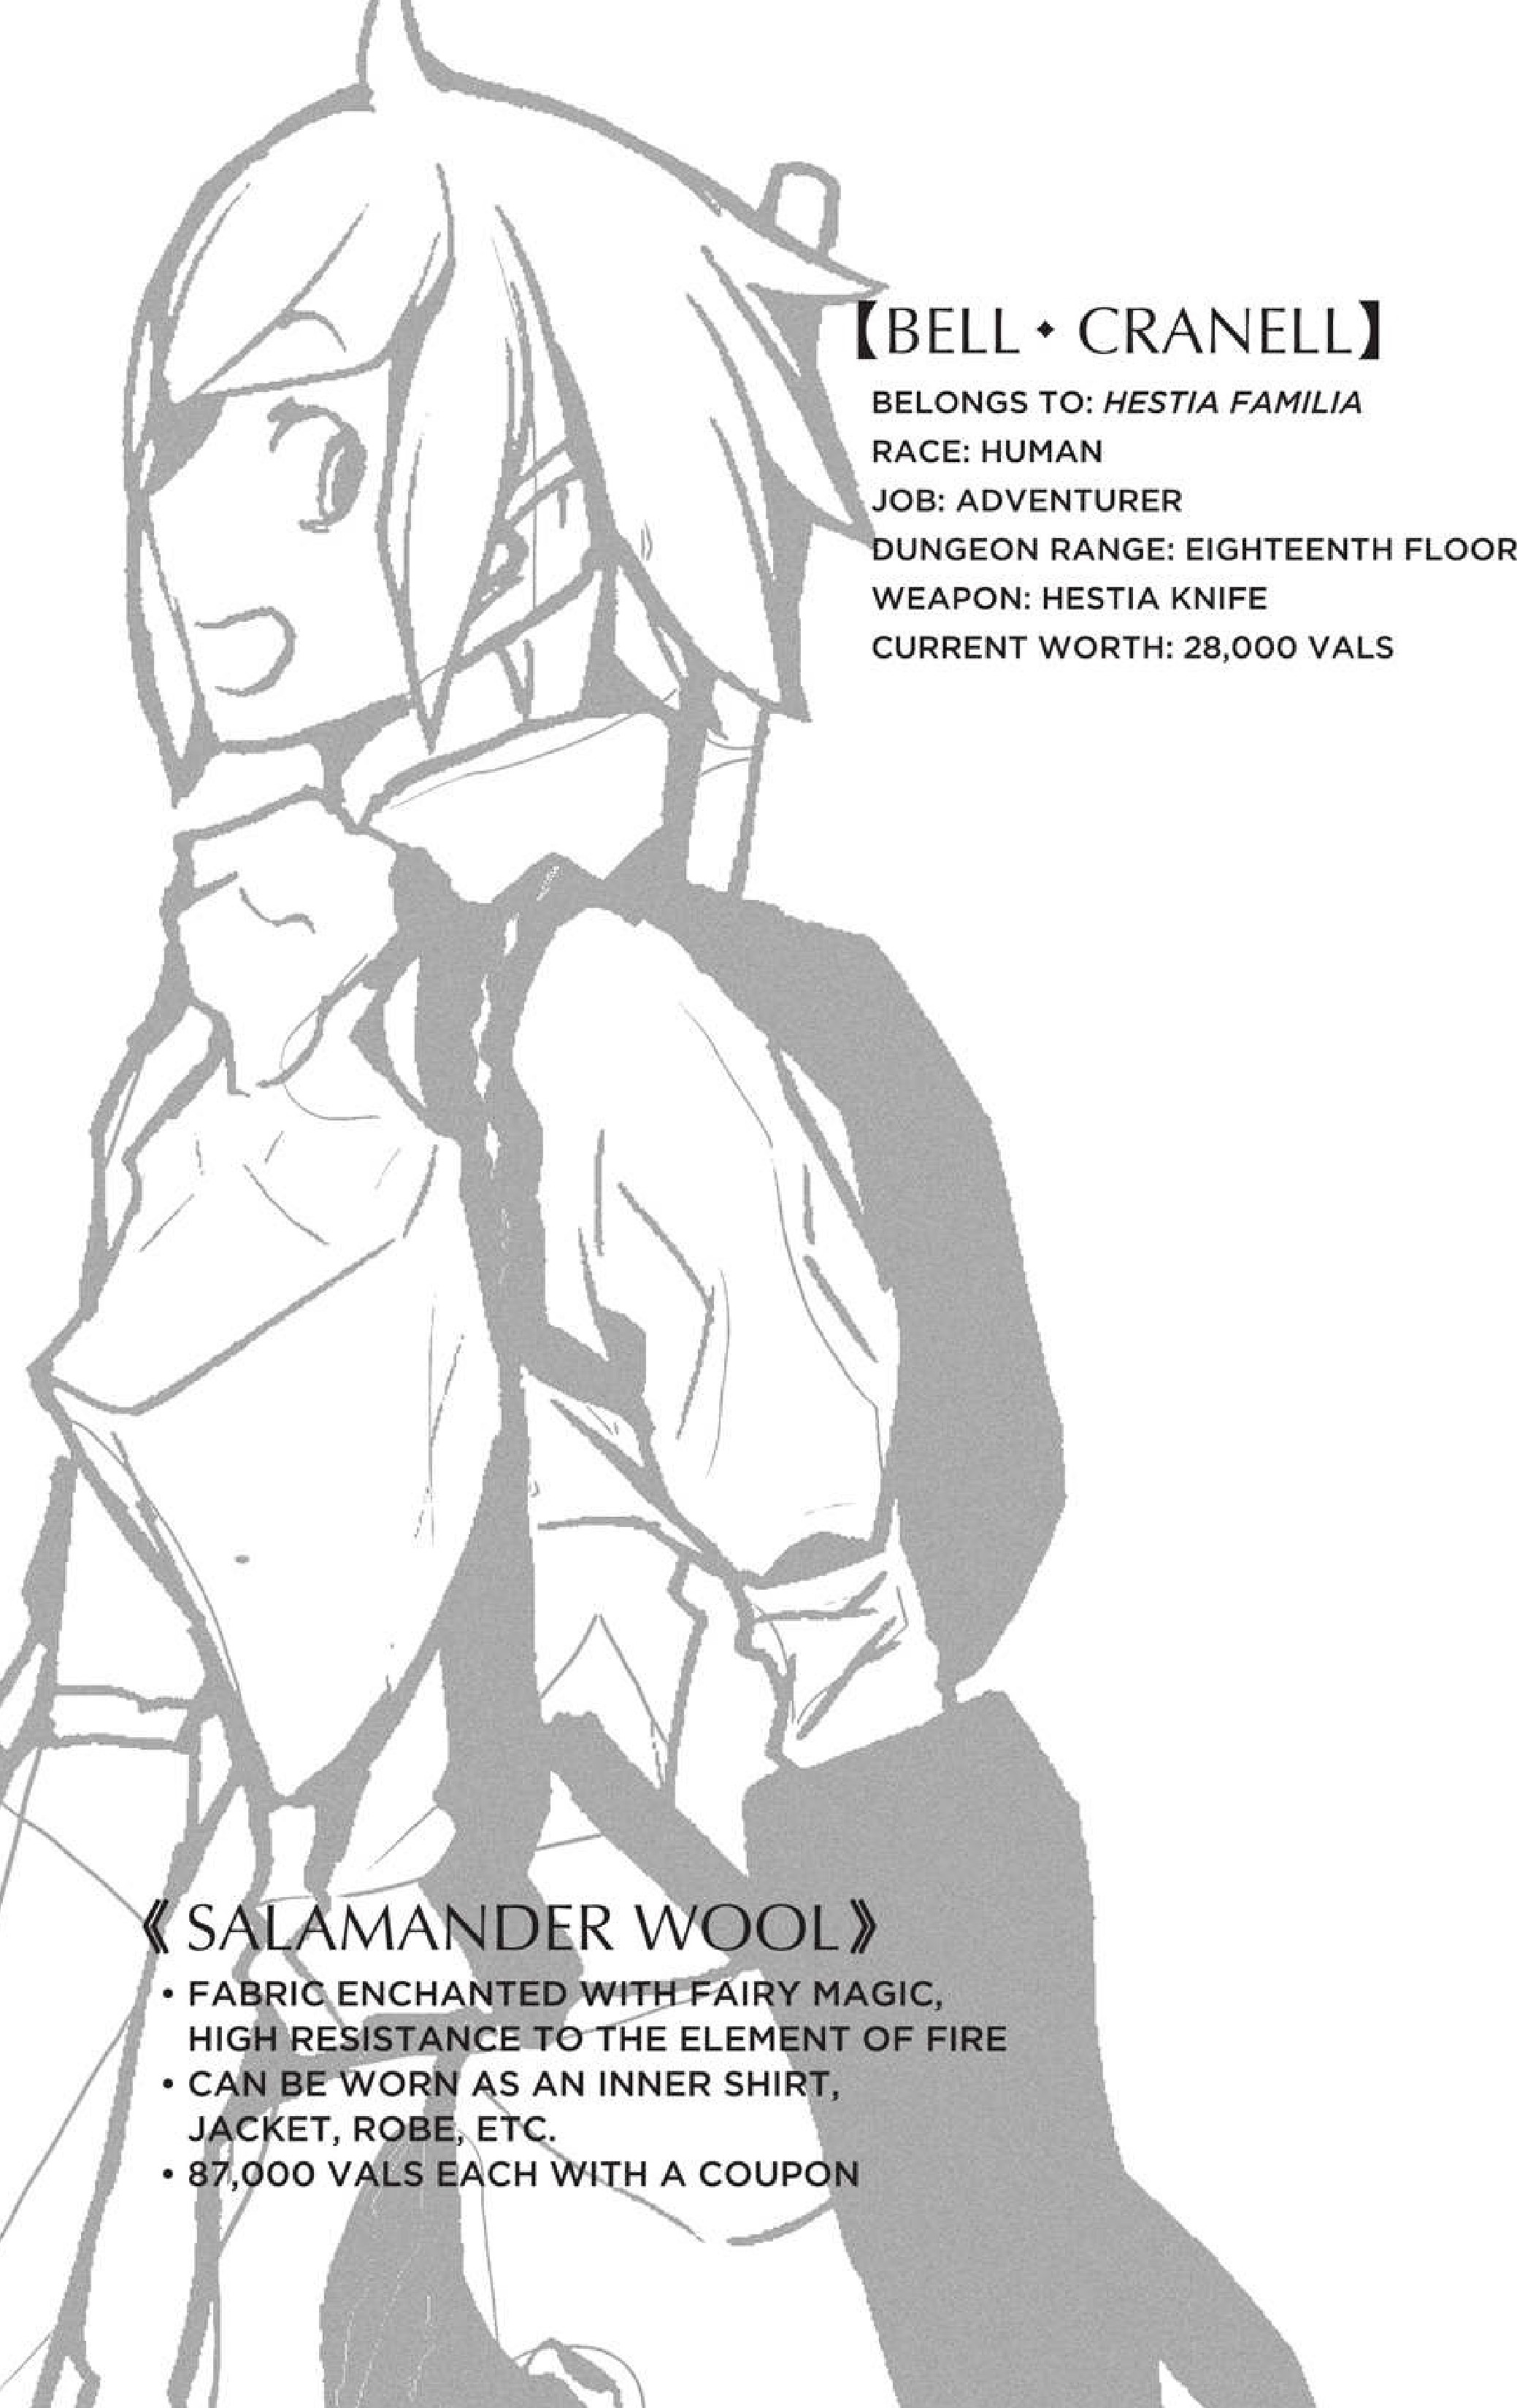 【BELL ◆ CRANELL】
BELONGS TO: HESTIA FAMILIA
RACE: HUMAN
JOB: ADVENTURER
DUNGEON RANGE: EIGHTEENTH FLOOR
WEAPON: HESTIA KNIFE
CURRENT WORTH: 28,000 VALS
《SALAMANDER WOOL》
• FABRIC ENCHANTED WITH FAIRY MAGIC,
HIGH RESISTANCE TO THE ELEMENT OF FIRE
• CAN BE WORN AS AN INNER SHIRT,
JACKET, ROBE, ETC.
• 87,000 VALS EACH WITH A COUPON